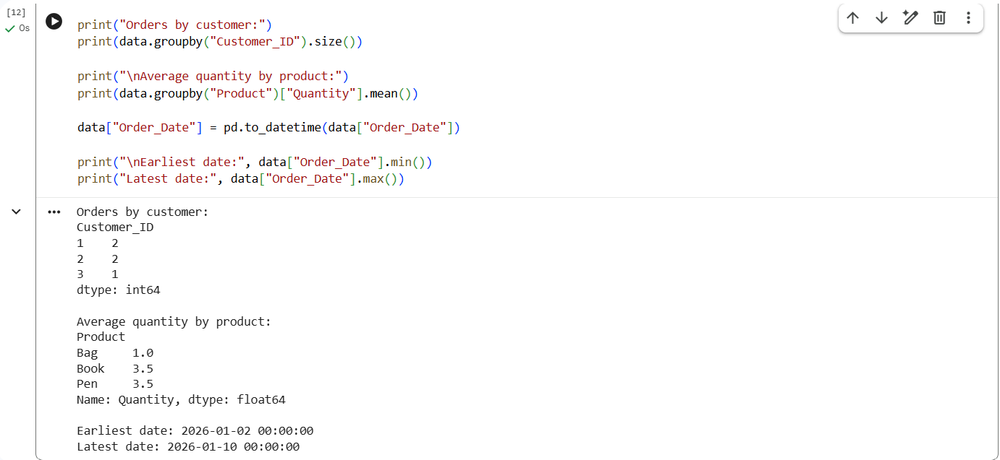 [12]
0s
print("Orders by customer:")
print(data.groupby("Customer_ID").size())
print("\nAverage quantity by product:")
print(data.groupby("Product")["Quantity"].mean())
data["Order_Date"] = pd.to_datetime(data["Order_Date"])
print("\nEarliest date:", data["Order_Date"].min())
print("Latest date:", data["Order_Date"].max())
Orders by customer:
Customer_ID
1    2
2    2
3    1
dtype: int64
Average quantity by product:
Product
Bag     1.0
Book    3.5
Pen     3.5
Name: Quantity, dtype: float64
Earliest date: 2026-01-02 00:00:00
Latest date: 2026-01-10 00:00:00